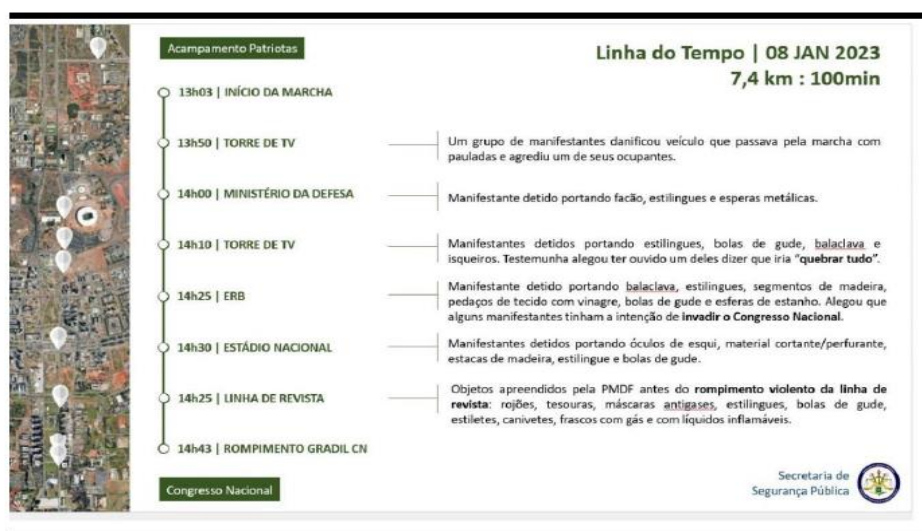 Acampamento Patriotas
Linha do Tempo | 08 JAN 2023
7,4 km : 100min
13h03 | INÍCIO DA MARCHA
13h50 | TORRE DE TV
Um grupo de manifestantes danificou veículo que passava pela marcha com
pauladas e agrediu um de seus ocupantes.
14h00 | MINISTÉRIO DA DEFESA
Manifestante detido portando facão, estilingues e esperas metálicas.
14h10 | TORRE DE TV
Manifestantes detidos portando estilingues, bolas de gude, balaclava e
isqueiros. Testemunha alegou ter ouvido um deles dizer que iria "quebrar tudo".
14h25 | ERB
Manifestante detido portando balaclava, estilingues, segmentos de madeira,
pedaços de tecido com vinagre, bolas de gude e esferas de estanho. Alegou que
alguns manifestantes tinham a intenção de invadir o Congresso Nacional.
14h30 | ESTÁDIO NACIONAL
Manifestantes detidos portando óculos de esqui, material cortante/perfurante,
estacas de madeira, estilingue e bolas de gude.
14h25 | LINHA DE REVISTA
Objetos apreendidos pela PMDF antes do rompimento violento da linha de
revista: rojões, tesouras, máscaras antigases, estilingues, bolas de gude,
estiletes, canivetes, frascos com gás e com líquidos inflamáveis.
14h43 | ROMPIMENTO GRADIL CN
Congresso Nacional
Secretaria de
Segurança Pública